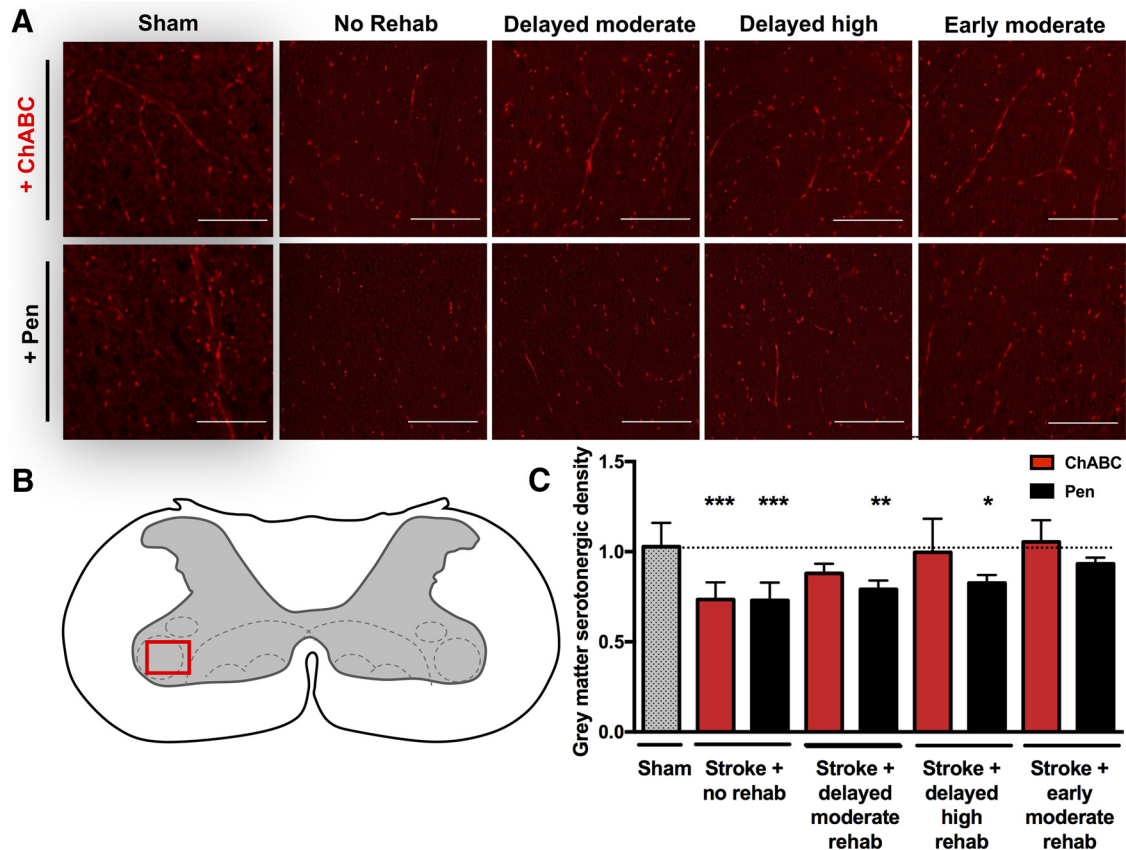 A
Sham
No Rehab
Delayed moderate
Delayed high
Early moderate
+ ChABC
+ Pen
B
C
Grey matter serotonergic density
1.5
1.0
0.5
0.0
ChABC
Pen
***
***
**
*
Sham
Stroke +
no rehab
Stroke +
delayed
moderate
rehab
Stroke +
delayed
high
rehab
Stroke +
early
moderate
rehab